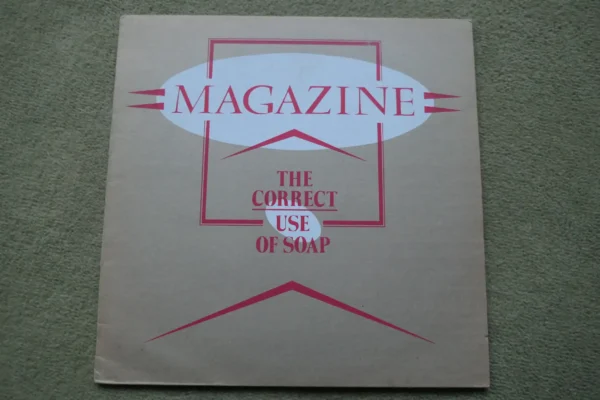 MAGAZINE
THE
CORRECT
USE
OF SOAP